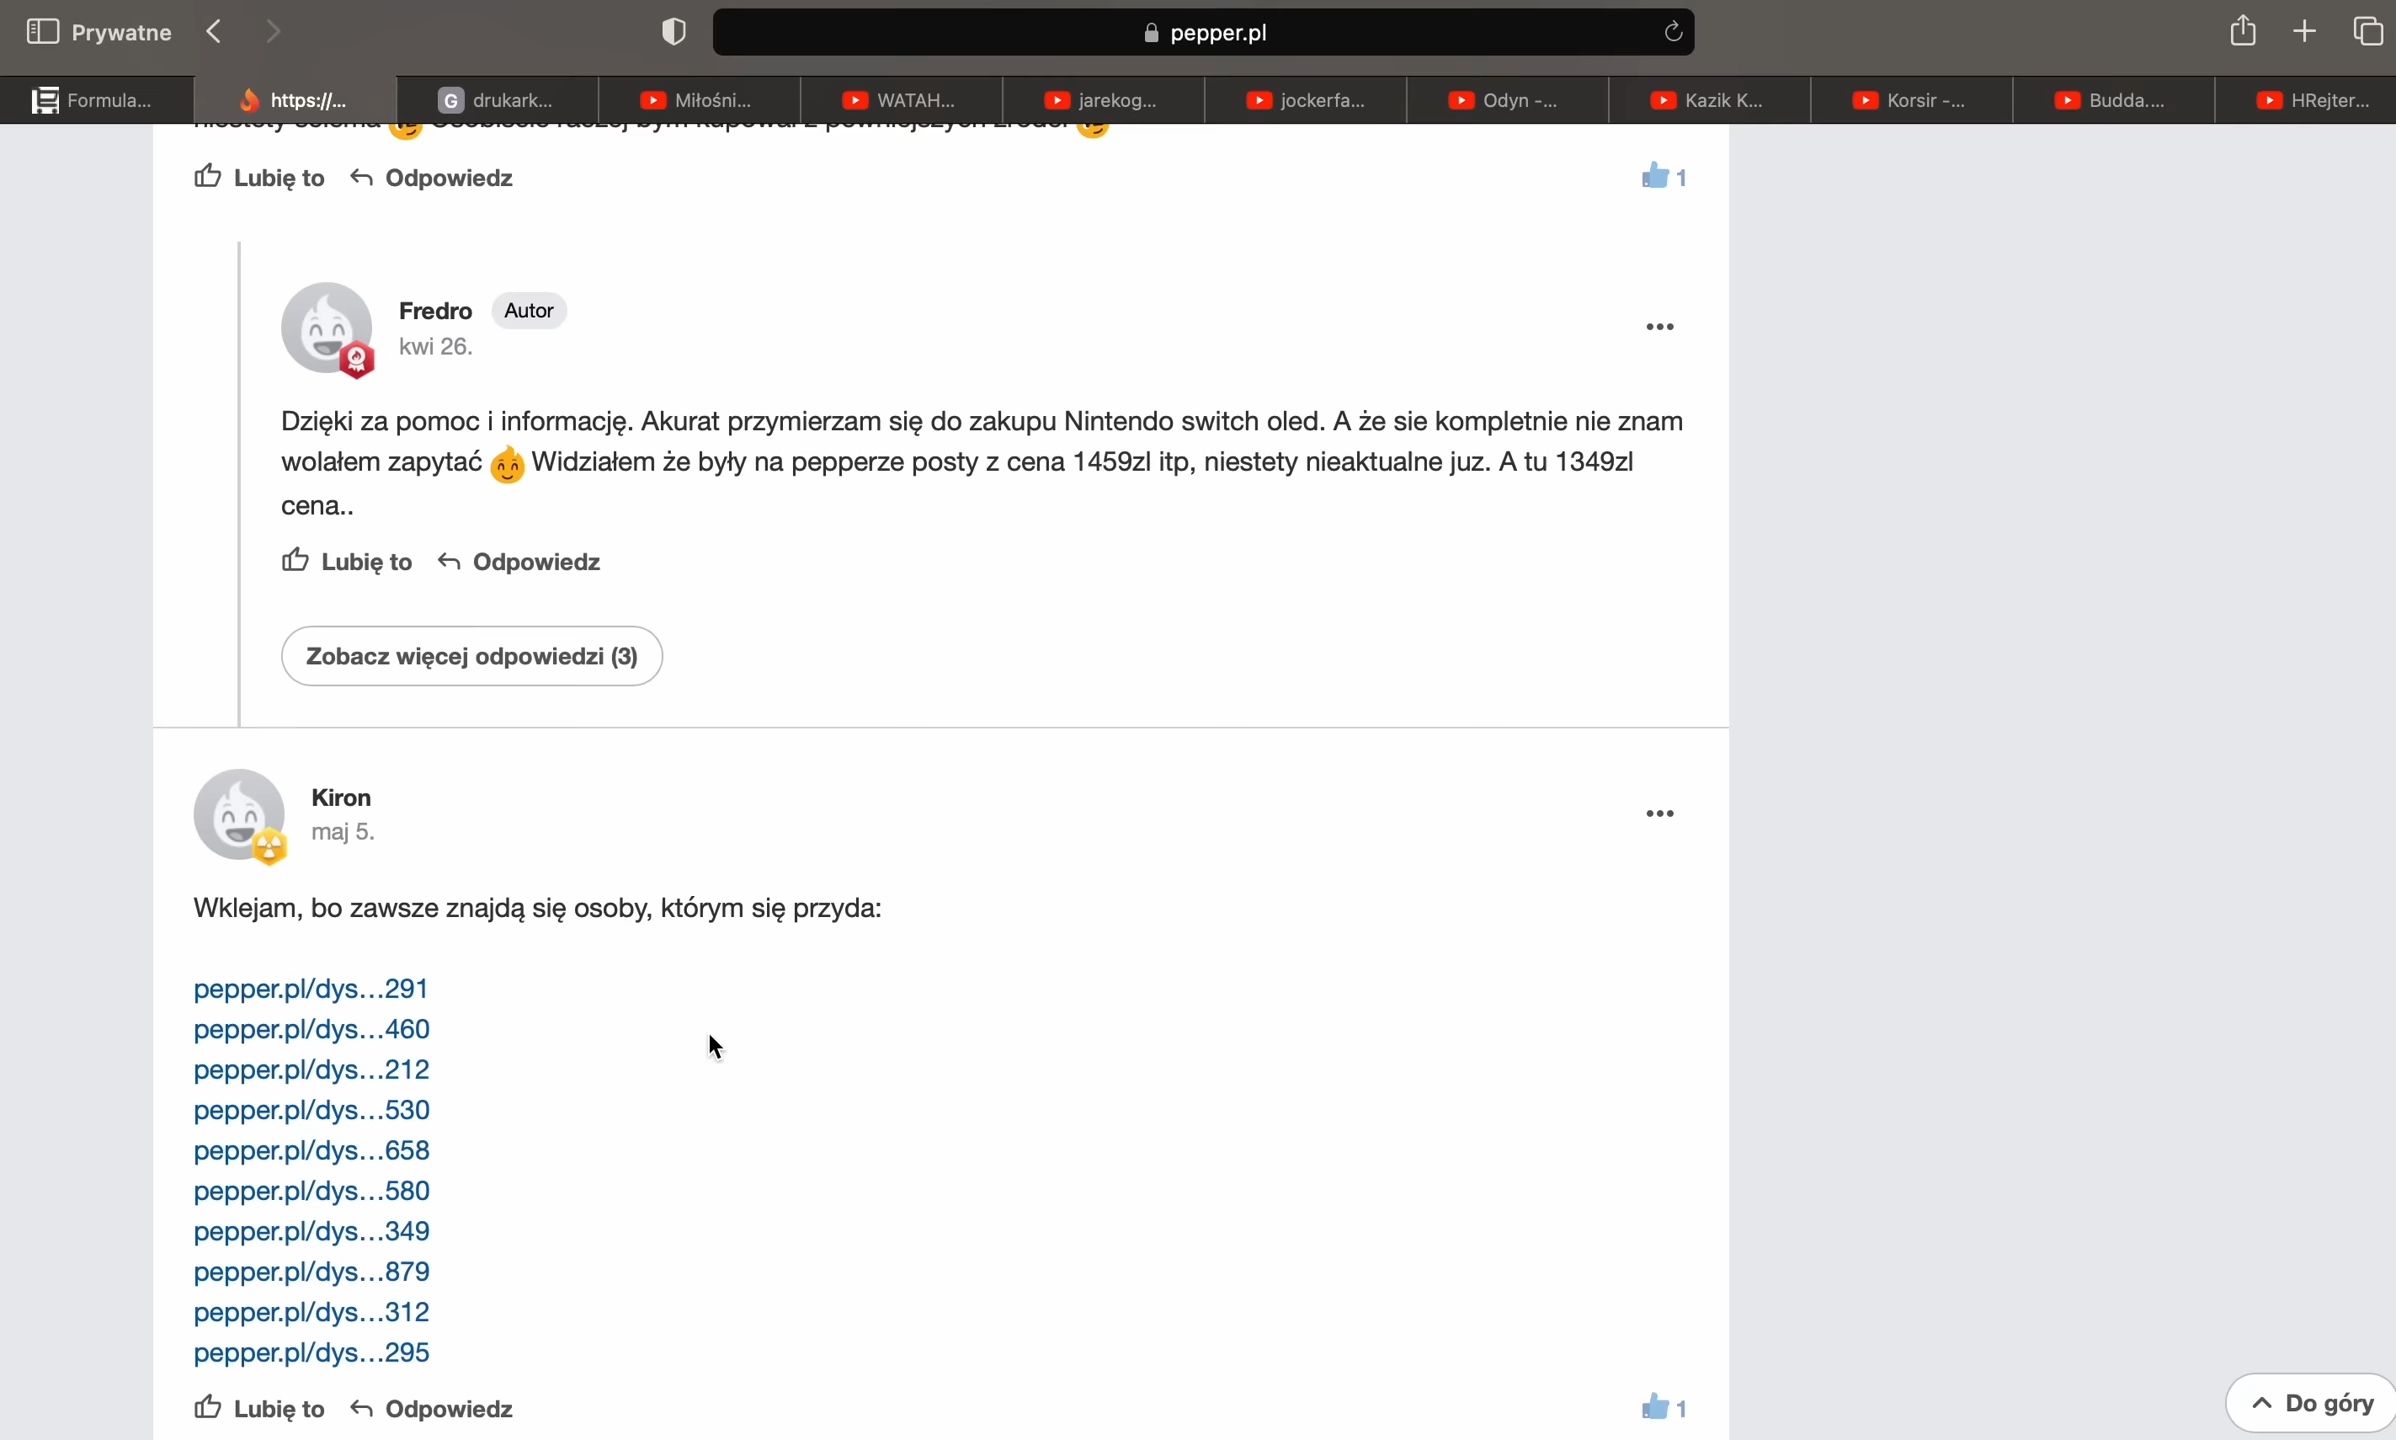 Prywatne
pepper.pl
Formula...
https://...
G drukark...
Miłośni...
WATAH...
jarekog...
jockerfa...
Odyn -...
Kazik K...
Korsir -...
Budda....
HRejter...
Lubię to Odpowiedz 1
Fredro Autor
kwi 26.
Dzięki za pomoc i informację. Akurat przymierzam się do zakupu Nintendo switch oled. A że sie kompletnie nie znam
wolałem zapytać Widziałem że były na pepperze posty z cena 1459zl itp, niestety nieaktualne juz. A tu 1349zl
cena..
Lubię to Odpowiedz
Zobacz więcej odpowiedzi (3)
Kiron
maj 5.
Wklejam, bo zawsze znajdą się osoby, którym się przyda:
pepper.pl/dys...291
pepper.pl/dys...460
pepper.pl/dys...212
pepper.pl/dys...530
pepper.pl/dys...658
pepper.pl/dys...580
pepper.pl/dys...349
pepper.pl/dys...879
pepper.pl/dys...312
pepper.pl/dys...295
Lubię to Odpowiedz 1
Do góry